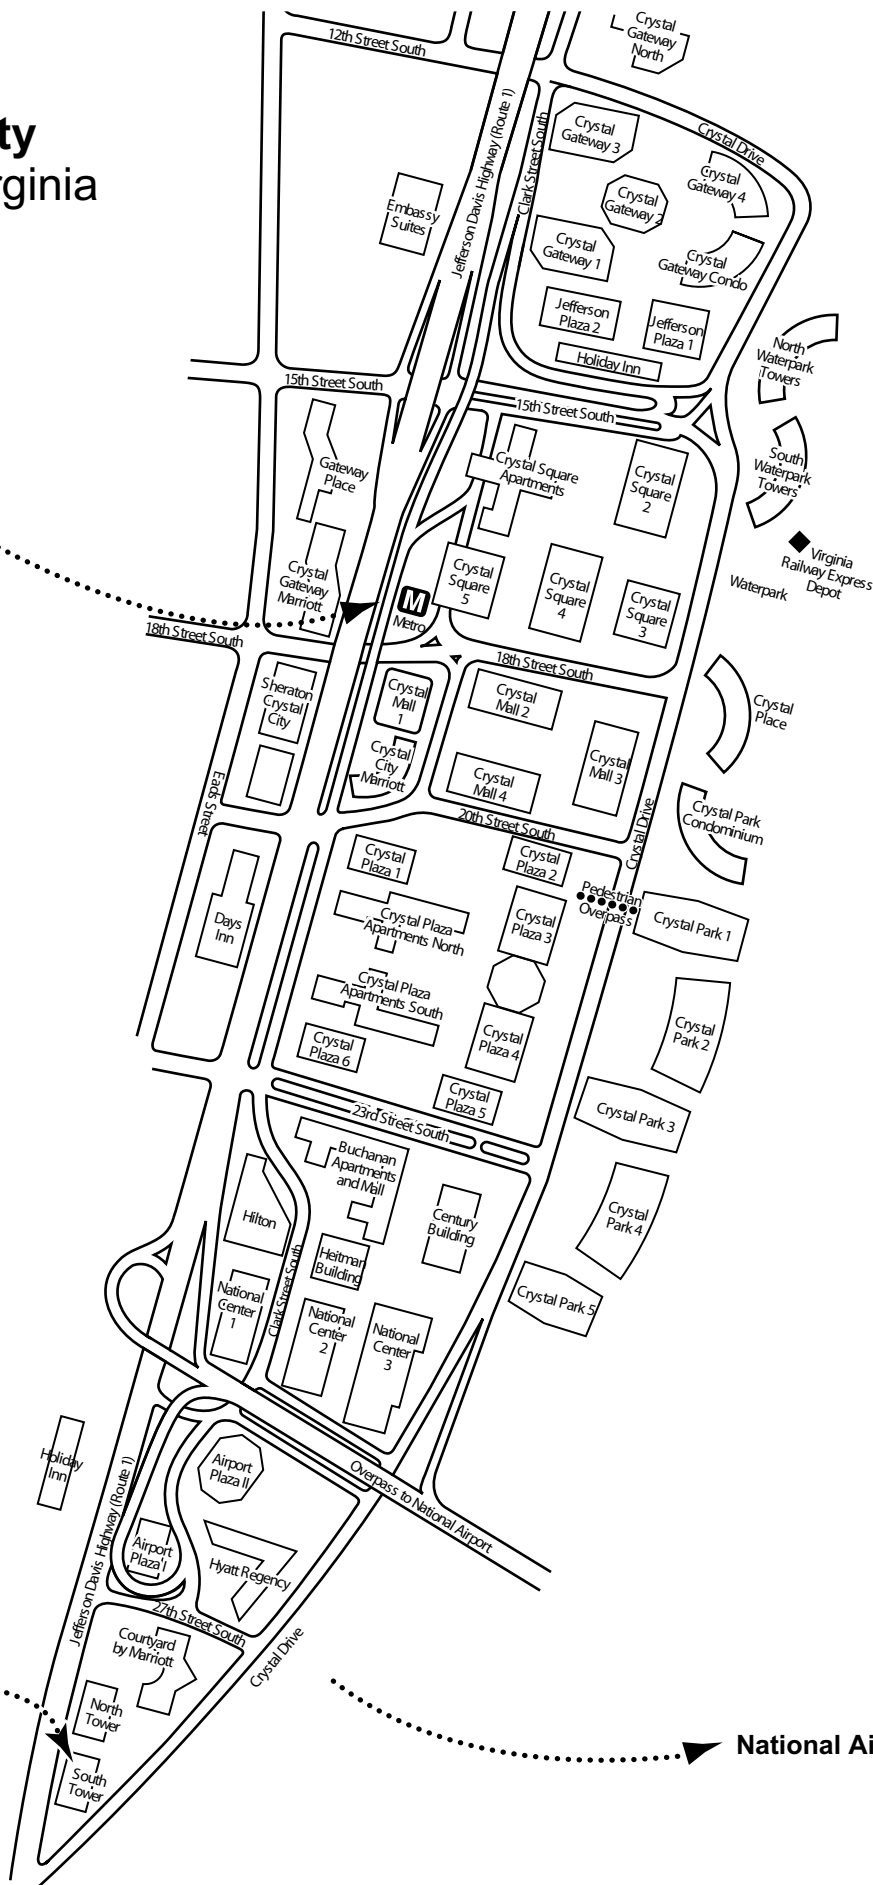 Crystal
Gateway
North
12th Street South
ty
rginia
Jefferson Davis Highway (Route 1)
Clark Street South
Crystal
Gateway 3
Crystal Drive
Crystal
Gateway 4
Embassy
Suites
Crystal
Gateway 2
Crystal
Gateway 1
Crystal
Gateway Condo
Jefferson
Plaza 2
Jefferson
Plaza 1
Holiday Inn
North
Waterpark
Towers
15th Street South
15th Street South
Gateway
Place
Crystal Square
Apartments
Crystal
Square
2
South
Waterpark
Towers
Virginia
Railway Express
Depot
Waterpark
Crystal
Gateway
Marriott
Crystal
Square
5
Crystal
Square
4
Crystal
Square
3
M
Metro
18th Street South
18th Street South
Sheraton
Crystal
City
Crystal
Mall
1
Crystal
Mall 2
Crystal
Place
Crystal
City
Marriott
Crystal
Mall 4
Crystal
Mall 3
Eads Street
Crystal Drive
Crystal Park
Condominium
20th Street South
Crystal
Plaza 1
Crystal
Plaza 2
Pedestrian
Overpass
Days
Inn
Crystal Plaza
Apartments North
Crystal
Plaza 3
Crystal Park 1
Crystal Plaza
Apartments South
Crystal
Plaza 6
Crystal
Plaza 4
Crystal
Park 2
Crystal
Plaza 5
23rd Street South
Crystal Park 3
Buchanan
Apartments
and Mall
Hilton
Century
Building
Crystal
Park 4
Heitman
Building
Clark Street South
National
Center
1
National
Center
2
National
Center
3
Crystal Park 5
Holiday
Inn
Jefferson Davis Highway (Route 1)
Airport
Plaza II
Overpass to National Airport
Airport
Plaza I
Hyatt Regency
27th Street South
Courtyard
by Marriott
Crystal Drive
North
Tower
South
Tower
National Ai